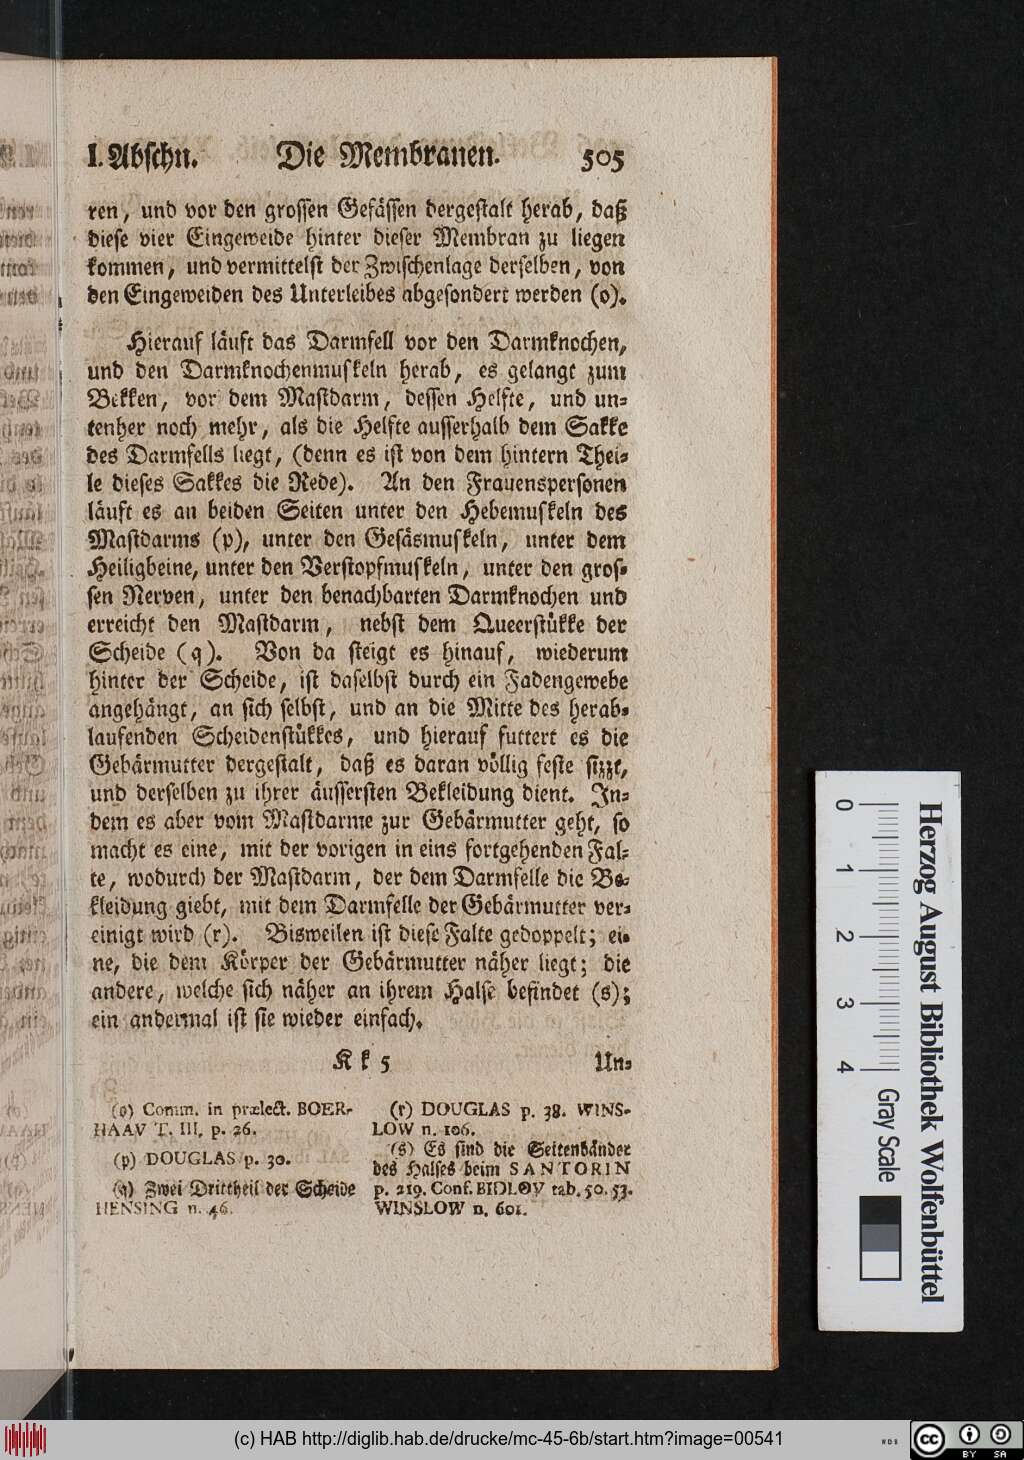 I. Abschn. Die Membranen. 505
ren, und vor den grossen Gefässen dergestalt herab, daß
diese vier Eingeweide hinter dieser Membran zu liegen
kommen, und vermittelst der Zwischenlage derselben, von
den Eingeweiden des Unterleibes abgesondert werden (o).
Hierauf läuft das Darmfell vor den Darmknochen,
und den Darmknochenmuskeln herab, es gelangt zum
Bekken, vor dem Mastdarm, dessen Helfte, und un-
tenher noch mehr, als die Helfte ausserhalb dem Sakke
des Darmfells liegt, (denn es ist von dem hintern Thei-
le dieses Sakkes die Rede). An den Frauenspersonen
läuft es an beiden Seiten unter den Hebemuskeln des
Mastdarms (p), unter den Gesäsmuskeln, unter dem
Heiligbeine, unter den Verstopfmuskeln, unter den gros-
sen Nerven, unter den benachbarten Darmknochen und
erreicht den Mastdarm, nebst dem Queerstükke der
Scheide (q). Von da steigt es hinauf, wiederum
hinter der Scheide, ist daselbst durch ein Fadengewebe
angehängt, an sich selbst, und an die Mitte des herab-
laufenden Scheidenstükkes, und hierauf futtert es die
Gebärmutter dergestalt, daß es daran völlig feste sizzt,
und derselben zu ihrer äussersten Bekleidung dient. In-
dem es aber vom Mastdarme zur Gebärmutter geht, so
macht es eine, mit der vorigen in eins fortgehenden Fal-
te, wodurch der Mastdarm, der dem Darmfelle die Be-
kleidung giebt, mit dem Darmfelle der Gebärmutter ver-
einigt wird (r). Bisweilen ist diese Falte gedoppelt; ei-
ne, die dem Körper der Gebärmutter näher liegt; die
andere, welche sich näher an ihrem Halse befindet (s);
ein andermal ist sie wieder einfach.
K k 5 Un-
(o) Comm. in prælect. BOER-
HAAV T. III, p. 26.
(p) DOUGLAS p. 30.
(q) Zwei Drittheil der Scheide
HENSING n. 46.
(r) DOUGLAS p. 38. WINS-
LOW n. 106.
(s) Es sind die Seitenbänder
des Halses beim SANTORIN
p. 219. Conf. BIDLOV tab. 50. 53.
WINSLOW n. 601.
0 1 2 3 4 Gray Scale
Herzog August Bibliothek Wolfenbüttel
(c) HAB http://diglib.hab.de/drucke/mc-45-6b/start.htm?image=00541
cc BY SA